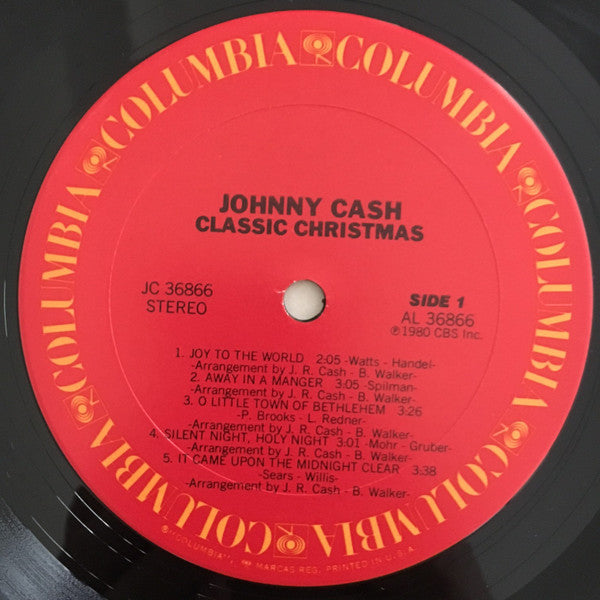 COLUMBIA COLUMBIA COLUMBIA COLUMBIA COLUMBIA COLUMBIA
JOHNNY CASH
CLASSIC CHRISTMAS
JC 36866
STEREO
SIDE 1
AL 36866
℗1980 CBS Inc.
1. JOY TO THE WORLD 2:05 -Watts - Handel-
-Arrangement by J. R. Cash - B. Walker-
2. AWAY IN A MANGER 3:05 -Spilman-
-Arrangement by J. R. Cash - B. Walker-
3. O LITTLE TOWN OF BETHLEHEM 3:26
-P. Brooks - L. Redner-
-Arrangement by J. R. Cash - B. Walker-
4. SILENT NIGHT, HOLY NIGHT 3:01 -Mohr - Gruber-
-Arrangement by J. R. Cash - B. Walker-
5. IT CAME UPON THE MIDNIGHT CLEAR 3:38
-Sears - Willis-
-Arrangement by J. R. Cash - B. Walker-
"COLUMBIA", MARCAS REG. PRINTED IN U.S.A.